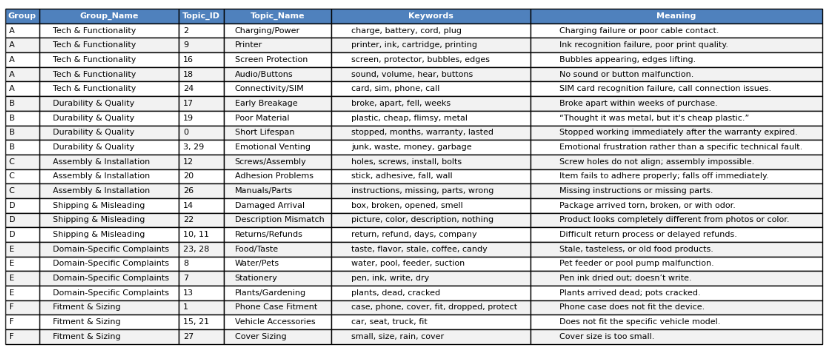 Group Group_Name Topic_ID Topic_Name Keywords Meaning
A Tech & Functionality 2 Charging/Power charge, battery, cord, plug Charging failure or poor cable contact.
A Tech & Functionality 9 Printer printer, ink, cartridge, printing Ink recognition failure, poor print quality.
A Tech & Functionality 16 Screen Protection screen, protector, bubbles, edges Bubbles appearing, edges lifting.
A Tech & Functionality 18 Audio/Buttons sound, volume, hear, buttons No sound or button malfunction.
A Tech & Functionality 24 Connectivity/SIM card, sim, phone, call SIM card recognition failure, call connection issues.
B Durability & Quality 17 Early Breakage broke, apart, fell, weeks Broke apart within weeks of purchase.
B Durability & Quality 19 Poor Material plastic, cheap, flimsy, metal “Thought it was metal, but it's cheap plastic.”
B Durability & Quality 0 Short Lifespan stopped, months, warranty, lasted Stopped working immediately after the warranty expired.
B Durability & Quality 3, 29 Emotional Venting junk, waste, money, garbage Emotional frustration rather than a specific technical fault.
C Assembly & Installation 12 Screws/Assembly holes, screws, install, bolts Screw holes do not align; assembly impossible.
C Assembly & Installation 20 Adhesion Problems stick, adhesive, fall, wall Item fails to adhere properly; falls off immediately.
C Assembly & Installation 26 Manuals/Parts instructions, missing, parts, wrong Missing instructions or missing parts.
D Shipping & Misleading 14 Damaged Arrival box, broken, opened, smell Package arrived torn, broken, or with odor.
D Shipping & Misleading 22 Description Mismatch picture, color, description, nothing Product looks completely different from photos or color.
D Shipping & Misleading 10, 11 Returns/Refunds return, refund, days, company Difficult return process or delayed refunds.
E Domain-Specific Complaints 23, 28 Food/Taste taste, flavor, stale, coffee, candy Stale, tasteless, or old food products.
E Domain-Specific Complaints 8 Water/Pets water, pool, feeder, suction Pet feeder or pool pump malfunction.
E Domain-Specific Complaints 7 Stationery pen, ink, write, dry Pen ink dried out; doesn’t write.
E Domain-Specific Complaints 13 Plants/Gardening plants, dead, cracked Plants arrived dead; pots cracked.
F Fitment & Sizing 1 Phone Case Fitment case, phone, cover, fit, dropped, protect Phone case does not fit the device.
F Fitment & Sizing 15, 21 Vehicle Accessories car, seat, truck, fit Does not fit the specific vehicle model.
F Fitment & Sizing 27 Cover Sizing small, size, rain, cover Cover size is too small.